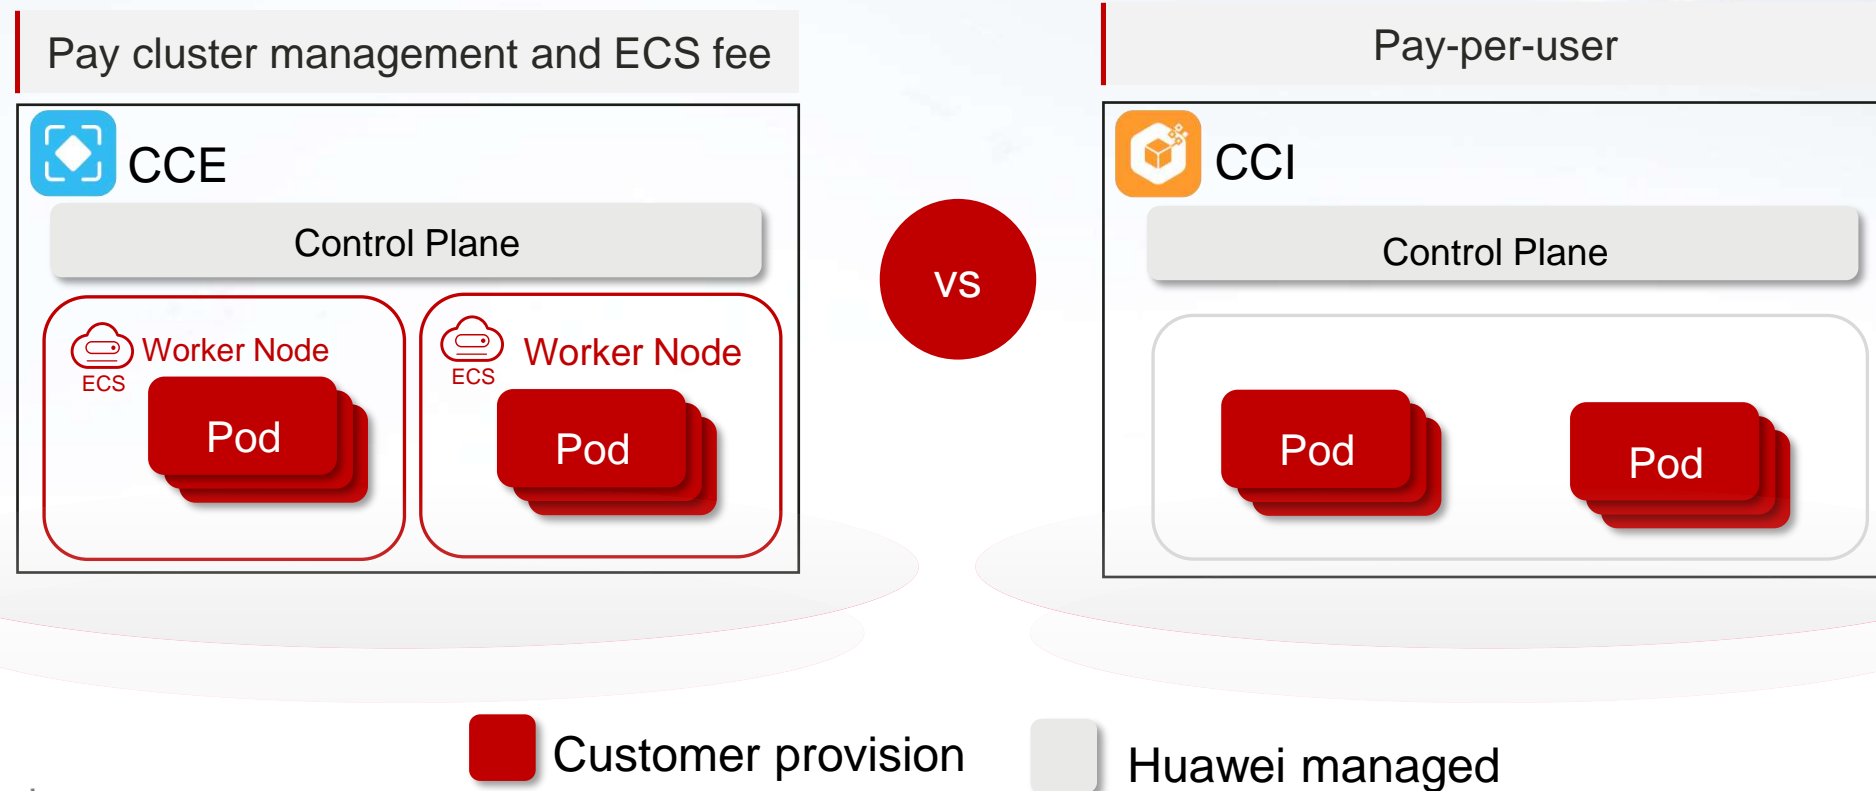 Pay cluster management and ECS fee
CCE
Control Plane
ECS
Worker Node
Pod
ECS
Worker Node
Pod
vs
Pay-per-user
CCI
Control Plane
Pod
Pod
Customer provision
Huawei managed